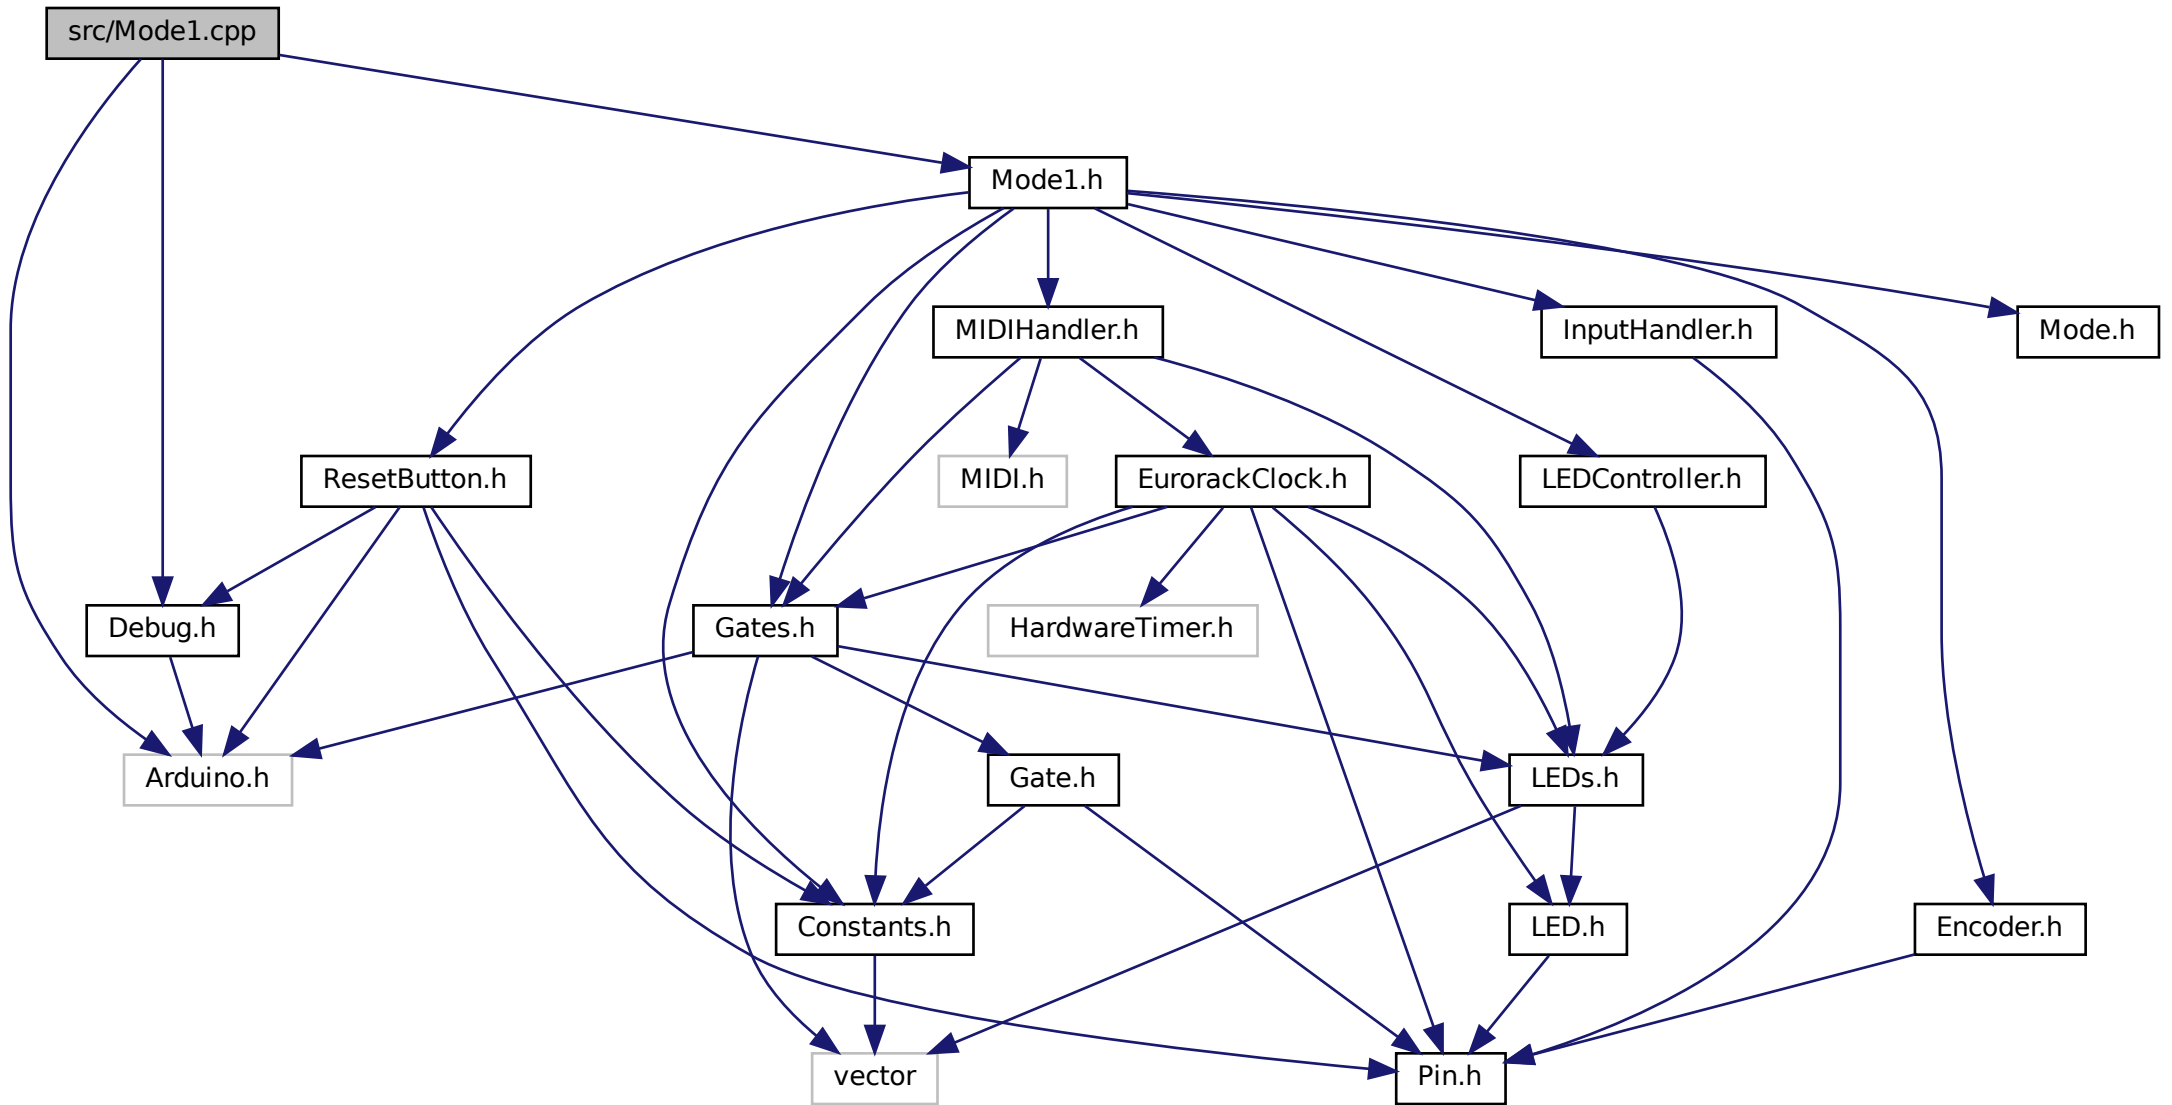 src/Mode1.cpp
Mode1.h
MIDIHandler.h
InputHandler.h
Mode.h
ResetButton.h
MIDI.h
EurorackClock.h
LEDController.h
Debug.h
Gates.h
HardwareTimer.h
Arduino.h
Gate.h
LEDs.h
Constants.h
LED.h
Encoder.h
vector
Pin.h